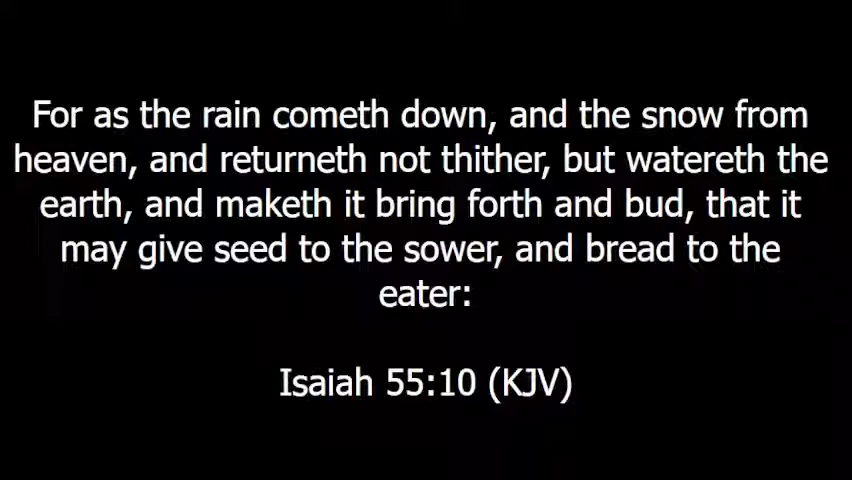 For as the rain cometh down, and the snow from
heaven, and returneth not thither, but watereth the
earth, and maketh it bring forth and bud, that it
may give seed to the sower, and bread to the
eater:
Isaiah 55:10 (KJV)